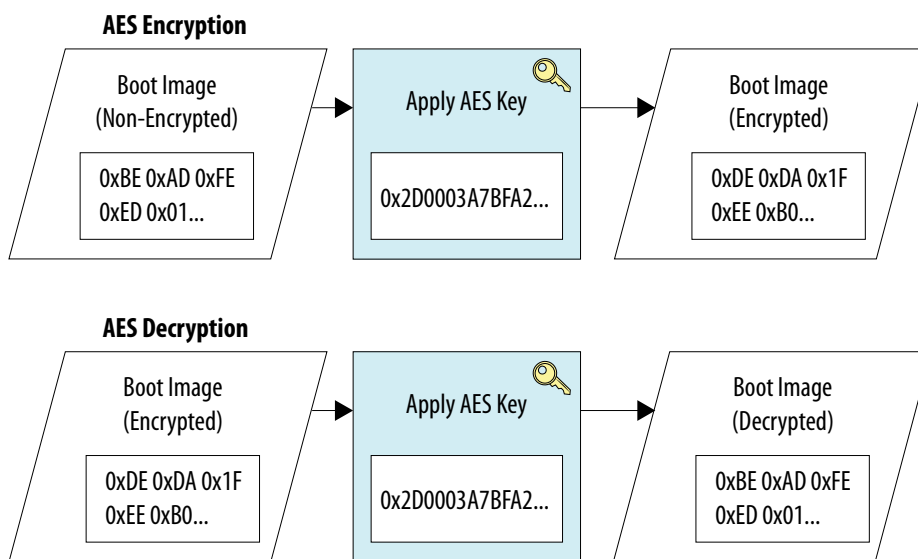 AES Encryption
Boot Image
(Non-Encrypted)
0xBE 0xAD 0xFE
0xED 0x01...
Apply AES Key
0x2D0003A7BFA2...
Boot Image
(Encrypted)
0xDE 0xDA 0x1F
0xEE 0xB0...
AES Decryption
Boot Image
(Encrypted)
0xDE 0xDA 0x1F
0xEE 0xB0...
Apply AES Key
0x2D0003A7BFA2...
Boot Image
(Decrypted)
0xBE 0xAD 0xFE
0xED 0x01...